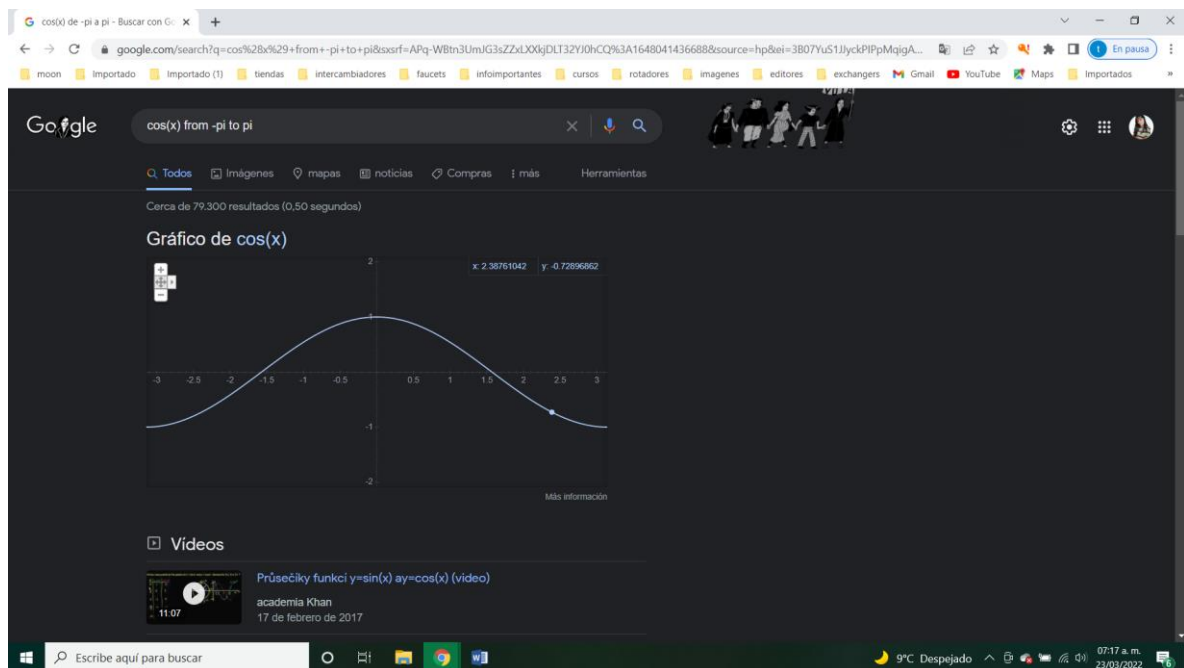 cos(x) de -pi a pi - Buscar con Go
google.com/search?q=cos%28x%29+from+-pi+to+pi&sxsrf=APq-WBtn3UmJG3sZZxLXXkjDLT32YJ0hCQ%3A1648041436688&source=hp&ei=3B07YuS1JJyckPIPpMqigA...
En pausa
moon Importado Importado (1) tiendas intercambiadores faucets infoimportantes cursos rotadores imagenes editores exchangers Gmail YouTube Maps Importados
Google
cos(x) from -pi to pi
Todos Imágenes mapas noticias Compras más Herramientas
Cerca de 79.300 resultados (0,50 segundos)
Gráfico de cos(x)
x: 2.38761042 y: -0.72896862
2
1
-3 -2.5 -2 -1.5 -1 -0.5 0.5 1 1.5 2 2.5 3
-1
-2
Más información
Vídeos
Průsečíky funkcí y=sin(x) ay=cos(x) (video)
academia Khan
11:07
17 de febrero de 2017
Escribe aquí para buscar
9°C Despejado
07:17 a. m.
23/03/2022
6